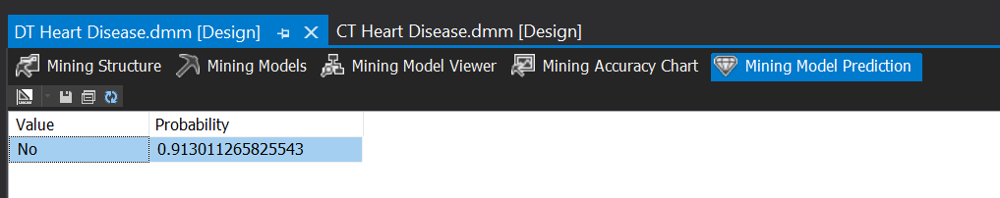 DT Heart Disease.dmm [Design] CT Heart Disease.dmm [Design]
Mining Structure Mining Models Mining Model Viewer Mining Accuracy Chart Mining Model Prediction
Value Probability
No 0.913011265825543